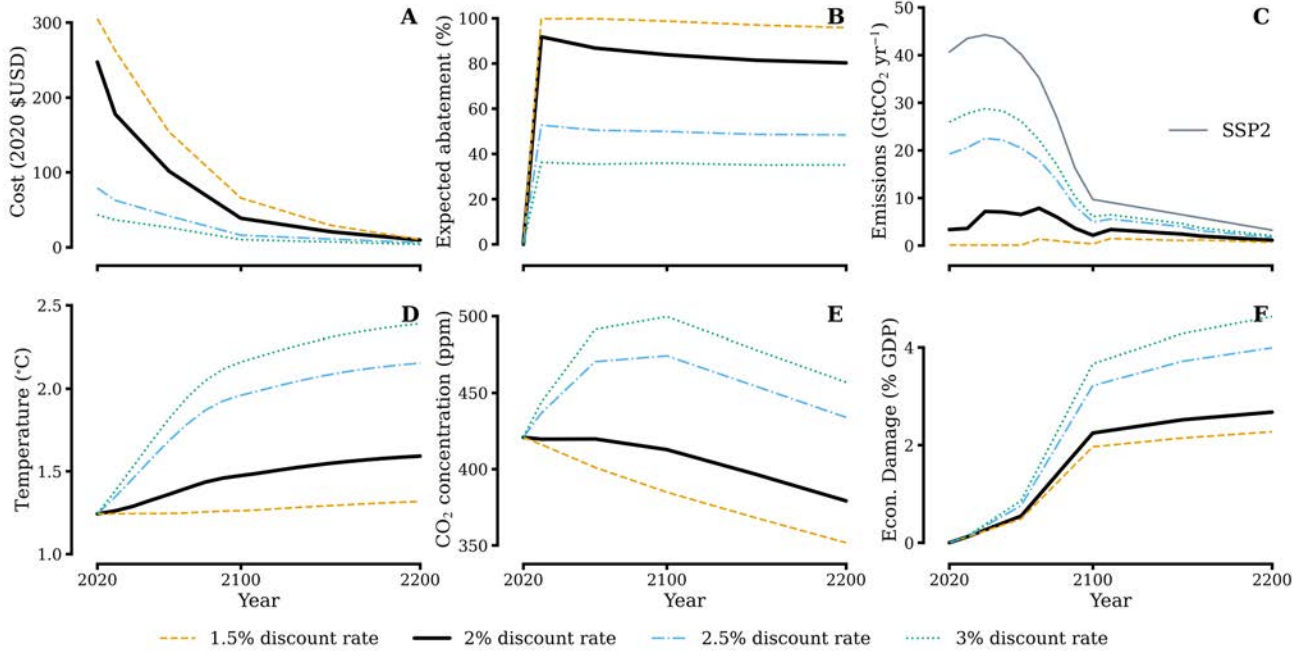 A
Cost (2020 $USD)
300
200
100
0
B
Expected abatement (%)
100
80
60
40
20
0
C
Emissions (GtCO₂ yr⁻¹)
50
40
30
20
10
0
SSP2
D
Temperature (°C)
2.5
2.0
1.5
1.0
2020
2100
2200
Year
E
CO₂ concentration (ppm)
500
450
400
350
2020
2100
2200
Year
F
Econ. Damage (% GDP)
4
2
0
2020
2100
2200
Year
1.5% discount rate
2% discount rate
2.5% discount rate
3% discount rate